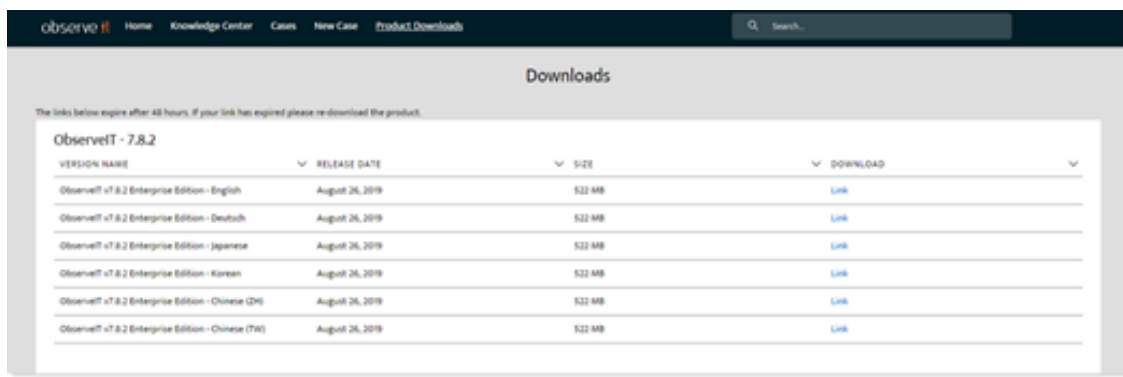 observe it Home Knowledge Center Cases New Case Product Downloads Search...
Downloads
The links below expire after 48 hours. If your link has expired please re-download the product.
ObserveIT - 7.8.2
VERSION NAME RELEASE DATE SIZE DOWNLOAD
ObserveIT v7.8.2 Enterprise Edition - English August 26, 2019 522 MB Link
ObserveIT v7.8.2 Enterprise Edition - Deutsch August 26, 2019 522 MB Link
ObserveIT v7.8.2 Enterprise Edition - Japanese August 26, 2019 522 MB Link
ObserveIT v7.8.2 Enterprise Edition - Korean August 26, 2019 522 MB Link
ObserveIT v7.8.2 Enterprise Edition - Chinese (ZH) August 26, 2019 522 MB Link
ObserveIT v7.8.2 Enterprise Edition - Chinese (TW) August 26, 2019 522 MB Link